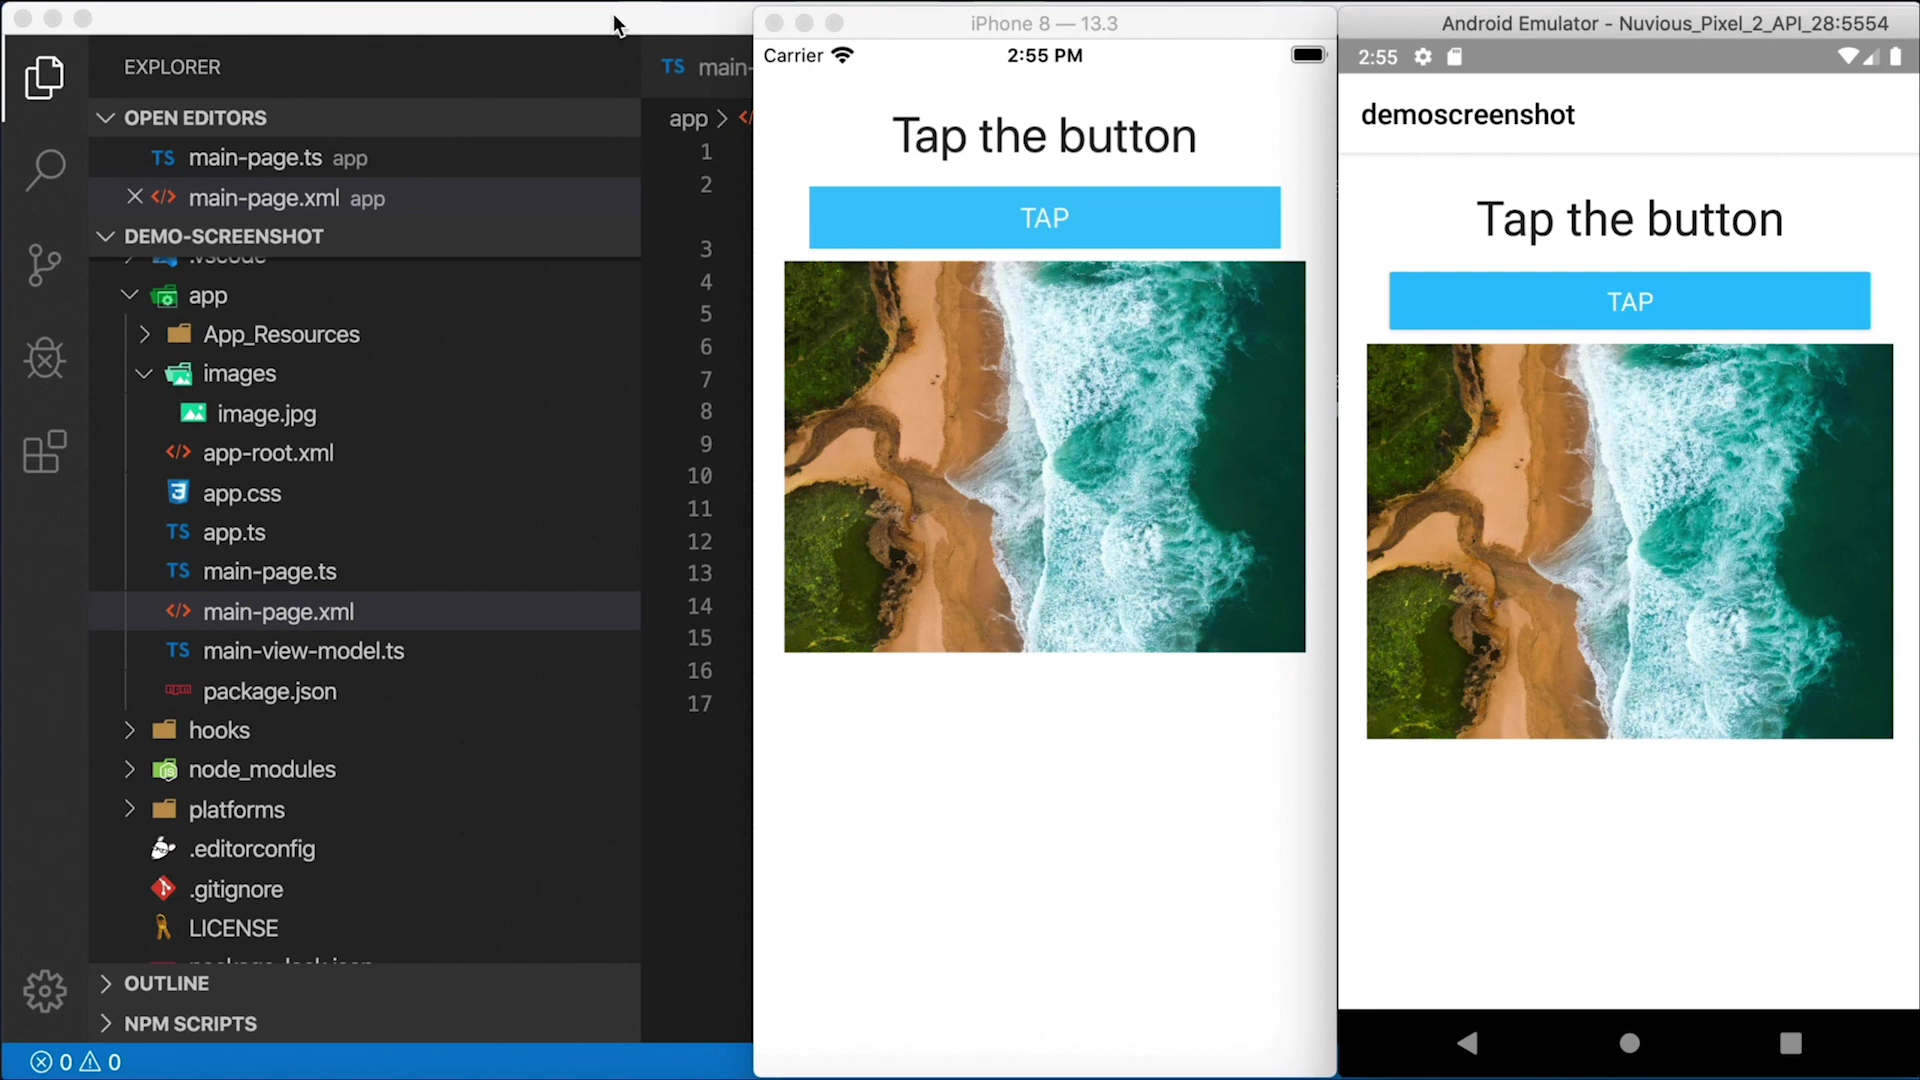 EXPLORER
OPEN EDITORS
TS main-page.ts app
main-page.xml app
DEMO-SCREENSHOT
.vscode
app
App_Resources
images
image.jpg
app-root.xml
app.css
TS app.ts
TS main-page.ts
main-page.xml
TS main-view-model.ts
package.json
hooks
node_modules
platforms
.editorconfig
.gitignore
LICENSE
OUTLINE
NPM SCRIPTS
0 0
TS main-
app >
1
2
3
4
5
6
7
8
9
10
11
12
13
14
15
16
17
iPhone 8 — 13.3
Carrier 2:55 PM
Tap the button
TAP
Android Emulator - Nuvious_Pixel_2_API_28:5554
2:55
demoscreenshot
Tap the button
TAP